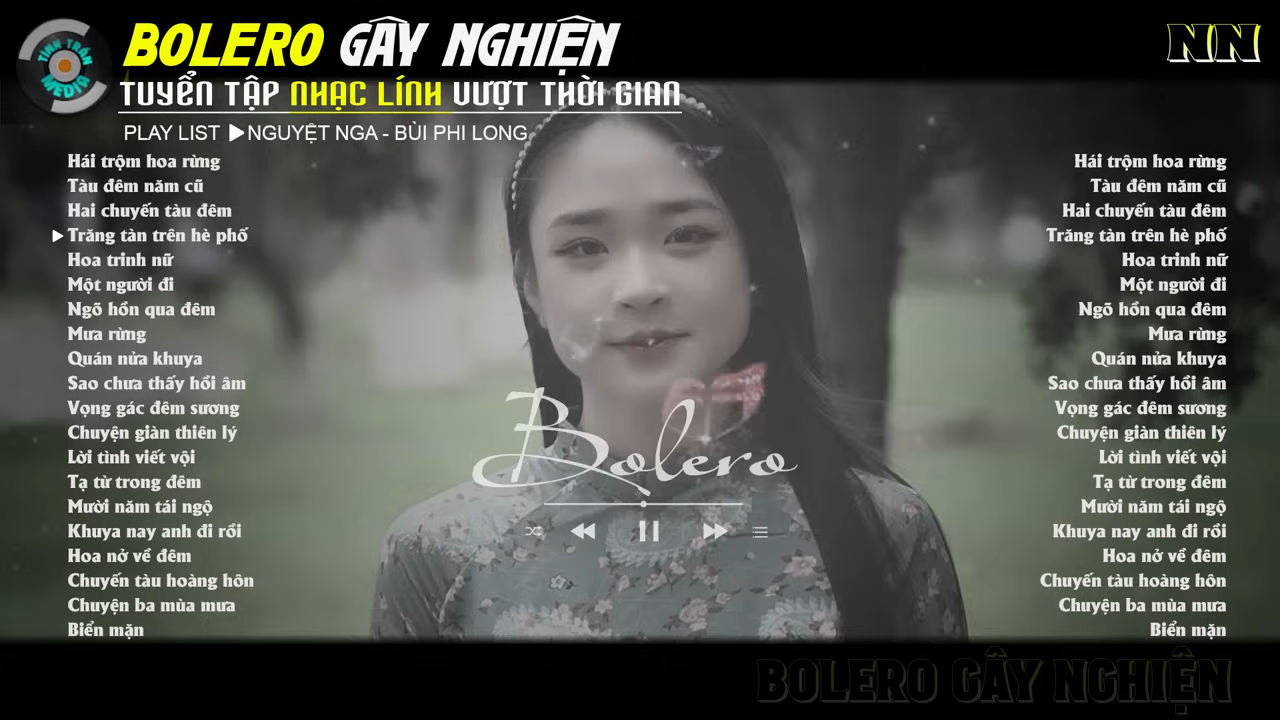 TÌNH TRẦN
MEDIA
BOLERO GÂY NGHIỆN
NN
TUYỂN TẬP NHẠC LÍNH VƯỢT THỜI GIAN
PLAY LIST NGUYỆT NGA - BÙI PHI LONG
Hái trộm hoa rừng
Tàu đêm năm cũ
Hai chuyến tàu đêm
Trăng tàn trên hè phố
Hoa trinh nữ
Một người đi
Ngõ hồn qua đêm
Mưa rừng
Quán nửa khuya
Sao chưa thấy hồi âm
Vọng gác đêm sương
Chuyện giàn thiên lý
Lời tình viết vội
Tạ từ trong đêm
Mười năm tái ngộ
Khuya nay anh đi rồi
Hoa nở về đêm
Chuyến tàu hoàng hôn
Chuyện ba mùa mưa
Biển mặn
Hái trộm hoa rừng
Tàu đêm năm cũ
Hai chuyến tàu đêm
Trăng tàn trên hè phố
Hoa trinh nữ
Một người đi
Ngõ hồn qua đêm
Mưa rừng
Quán nửa khuya
Sao chưa thấy hồi âm
Vọng gác đêm sương
Chuyện giàn thiên lý
Lời tình viết vội
Tạ từ trong đêm
Mười năm tái ngộ
Khuya nay anh đi rồi
Hoa nở về đêm
Chuyến tàu hoàng hôn
Chuyện ba mùa mưa
Biển mặn
Bolero
BOLERO GÂY NGHIỆN